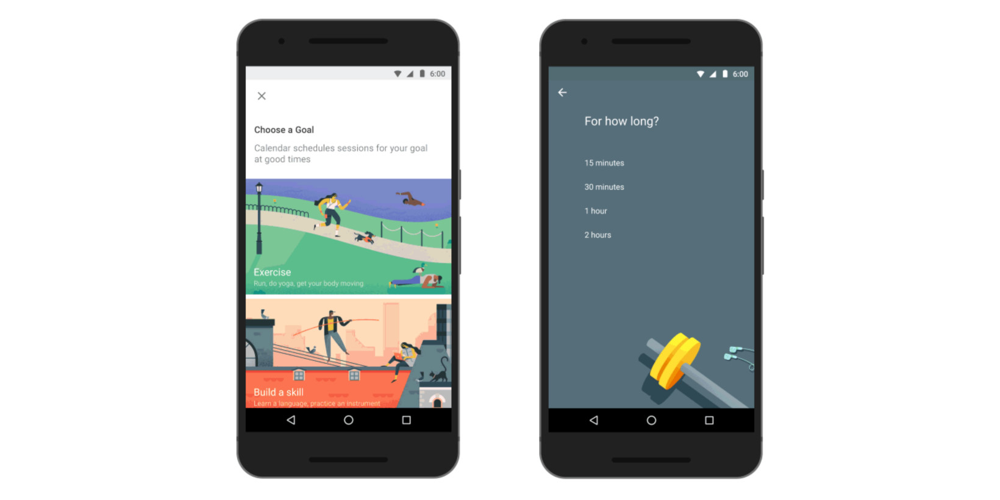 6:00
Choose a Goal
Calendar schedules sessions for your goal
at good times
Exercise
Run, do yoga, get your body moving
Build a skill
Learn a language, practice an instrument
6:00
For how long?
15 minutes
30 minutes
1 hour
2 hours